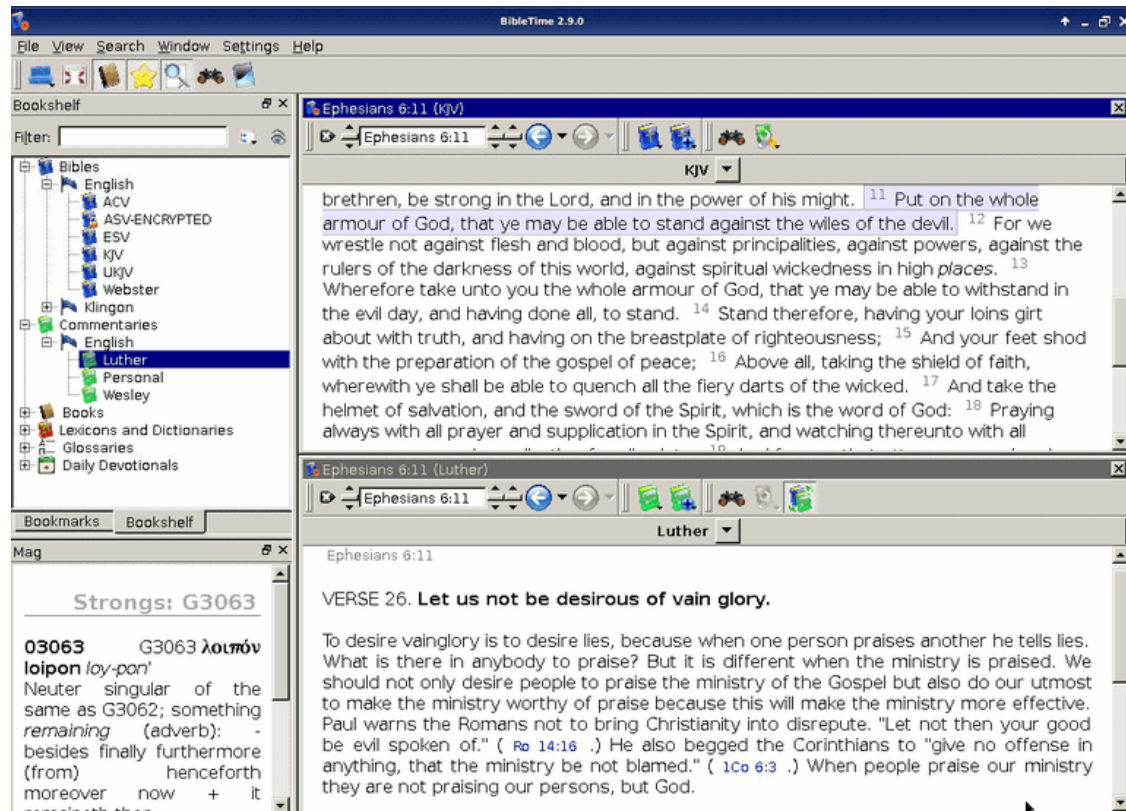 BibleTime 2.9.0
File View Search Window Settings Help
Bookshelf
Filter:
Bibles
English
ACV
ASV-ENCRYPTED
ESV
KJV
UKJV
Webster
Klingon
Commentaries
English
Luther
Personal
Wesley
Books
Lexicons and Dictionaries
Glossaries
Daily Devotionals
Bookmarks Bookshelf
Mag
Strongs: G3063
03063 G3063 λοιπόν
loipon loy-pon'
Neuter singular of the
same as G3062; something
remaining (adverb): -
besides finally furthermore
(from) henceforth
moreover now + it
Ephesians 6:11 (KJV)
Ephesians 6:11
KJV
brethren, be strong in the Lord, and in the power of his might. 11 Put on the whole
armour of God, that ye may be able to stand against the wiles of the devil. 12 For we
wrestle not against flesh and blood, but against principalities, against powers, against the
rulers of the darkness of this world, against spiritual wickedness in high places. 13
Wherefore take unto you the whole armour of God, that ye may be able to withstand in
the evil day, and having done all, to stand. 14 Stand therefore, having your loins girt
about with truth, and having on the breastplate of righteousness; 15 And your feet shod
with the preparation of the gospel of peace; 16 Above all, taking the shield of faith,
wherewith ye shall be able to quench all the fiery darts of the wicked. 17 And take the
helmet of salvation, and the sword of the Spirit, which is the word of God: 18 Praying
always with all prayer and supplication in the Spirit, and watching thereunto with all
Ephesians 6:11 (Luther)
Ephesians 6:11
Luther
Ephesians 6:11
VERSE 26. Let us not be desirous of vain glory.
To desire vainglory is to desire lies, because when one person praises another he tells lies.
What is there in anybody to praise? But it is different when the ministry is praised. We
should not only desire people to praise the ministry of the Gospel but also do our utmost
to make the ministry worthy of praise because this will make the ministry more effective.
Paul warns the Romans not to bring Christianity into disrepute. "Let not then your good
be evil spoken of." ( Ro 14:16 .) He also begged the Corinthians to "give no offense in
anything, that the ministry be not blamed." ( 1Co 6:3 .) When people praise our ministry
they are not praising our persons, but God.